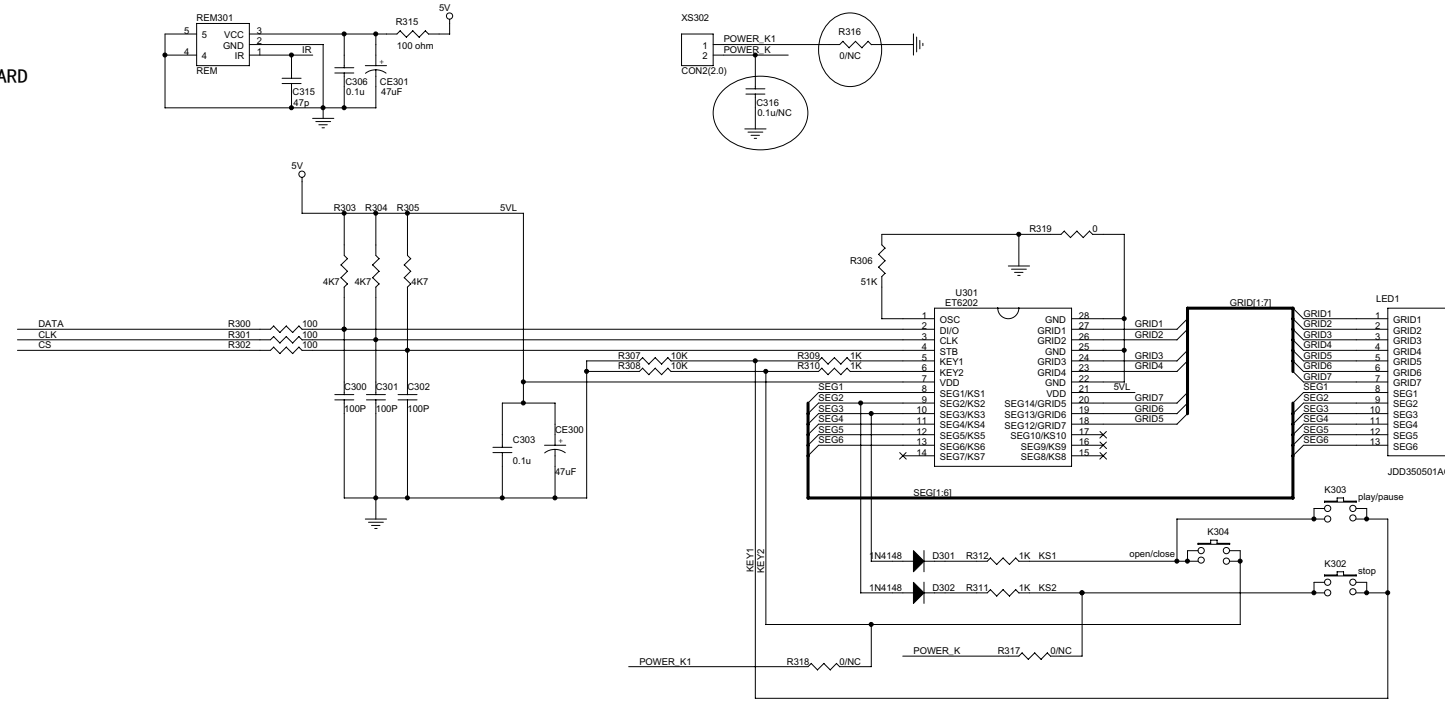 ARD
REM301
5 5 VCC 3
GND 2
4 4 IR 1
REM
IR
R315
100 ohm
5V
C315
47p
C306
0.1u
CE301
47uF
+
XS302
1 POWER_K1
2 POWER_K
CON2(2.0)
R316
0/NC
C316
0.1u/NC
5V
R303 R304 R305 5VL
4K7 4K7 4K7
DATA R300 100
CLK R301 100
CS R302 100
C300 C301 C302
100P 100P 100P
C303
0.1u
CE300
+
47uF
R307 10K
R308 10K
R309 1K
R310 1K
R306
51K
R319 0
U301
ET6202
1 OSC GND 28
2 DI/O GRID1 27 GRID1
3 CLK GRID2 26 GRID2
4 STB GND 25
5 KEY1 GRID3 24 GRID3
6 KEY2 GRID4 23 GRID4
7 VDD GND 22
SEG1 8 SEG1/KS1 VDD 21 5VL
SEG2 9 SEG2/KS2 SEG14/GRID5 20 GRID7
SEG3 10 SEG3/KS3 SEG13/GRID6 19 GRID6
SEG4 11 SEG4/KS4 SEG12/GRID7 18 GRID5
SEG5 12 SEG5/KS5 SEG10/KS10 17
SEG6 13 SEG6/KS6 SEG9/KS9 16
14 SEG7/KS7 SEG8/KS8 15
GRID[1:7]
SEG[1:6]
LED1
GRID1 1 GRID1
GRID2 2 GRID2
GRID3 3 GRID3
GRID4 4 GRID4
GRID5 5 GRID5
GRID6 6 GRID6
GRID7 7 GRID7
SEG1 8 SEG1
SEG2 9 SEG2
SEG3 10 SEG3
SEG4 11 SEG4
SEG5 12 SEG5
SEG6 13 SEG6
K303
play/pause
K304
open/close
K302
stop
KEY1
KEY2
1N4148 D301 R312 1K KS1
1N4148 D302 R311 1K KS2
POWER_K1 R318 0/NC
POWER_K R317 0/NC